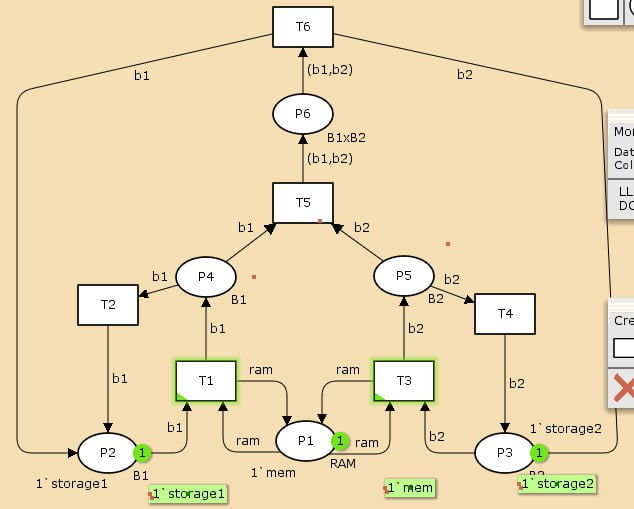 T6
b1
(b1,b2)
b2
P6
B1xB2
(b1,b2)
T5
b1
b2
P4
B1
P5
B2
b1
b2
T2
T4
b1
b2
b1
b2
T1
ram
ram
T3
b1
ram
P1
1
ram
b2
RAM
1`mem
P2
1
B1
1`storage1
1`storage1
1`mem
P3
1
1`storage2
1`storage2
LL
Cre